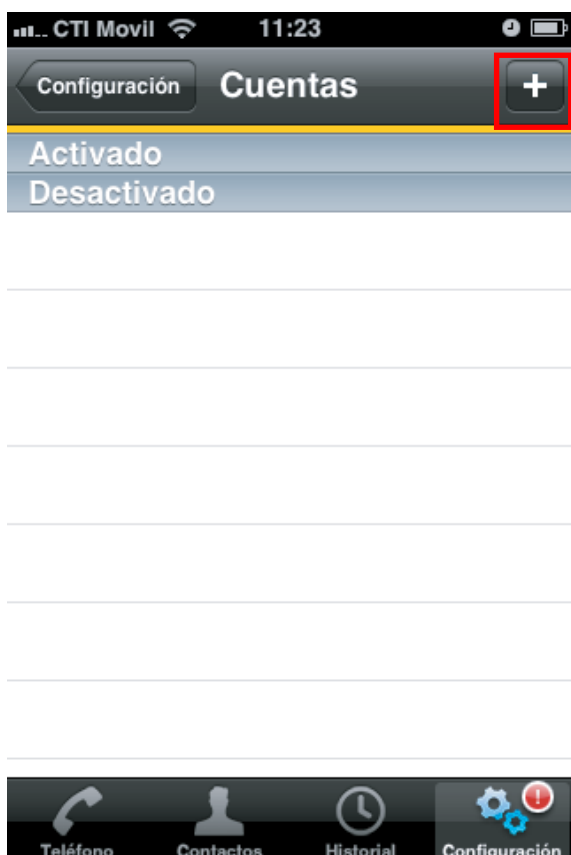 CTI Movil 11:23
Configuración Cuentas +
Activado
Desactivado
Teléfono Contactos Historial Configuración